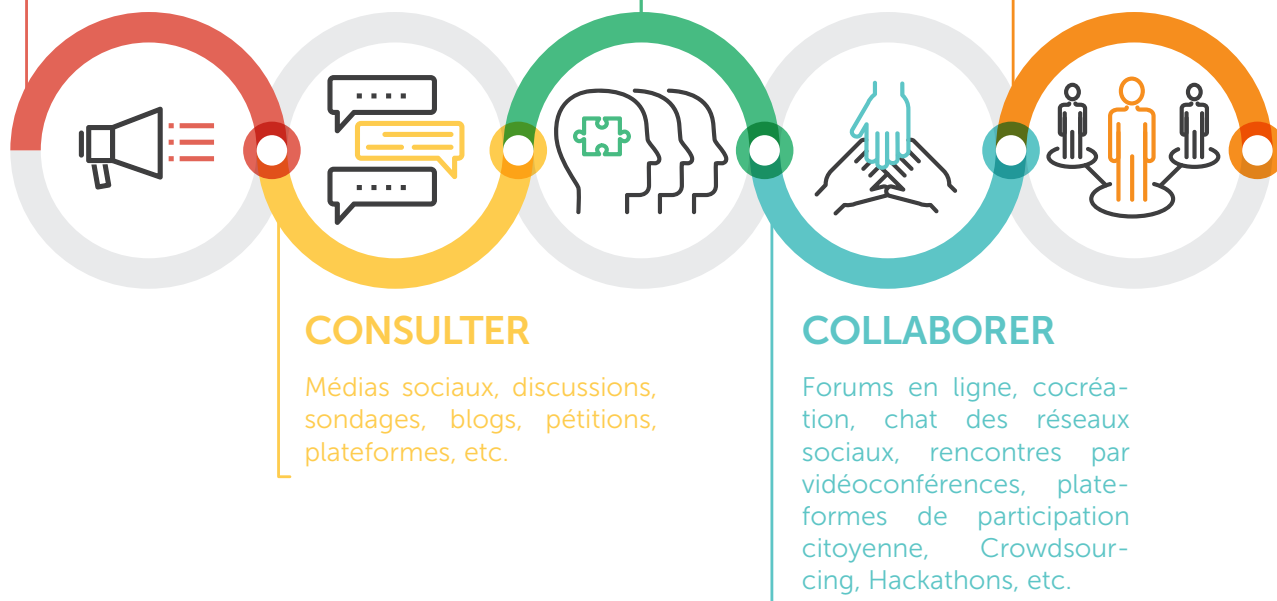 CONSULTER
Médias sociaux, discussions,
sondages, blogs, pétitions,
plateformes, etc.
COLLABORER
Forums en ligne, cocréa-
tion, chat des réseaux
sociaux, rencontres par
vidéoconférences, plate-
formes de participation
citoyenne, Crowdsour-
cing, Hackathons, etc.